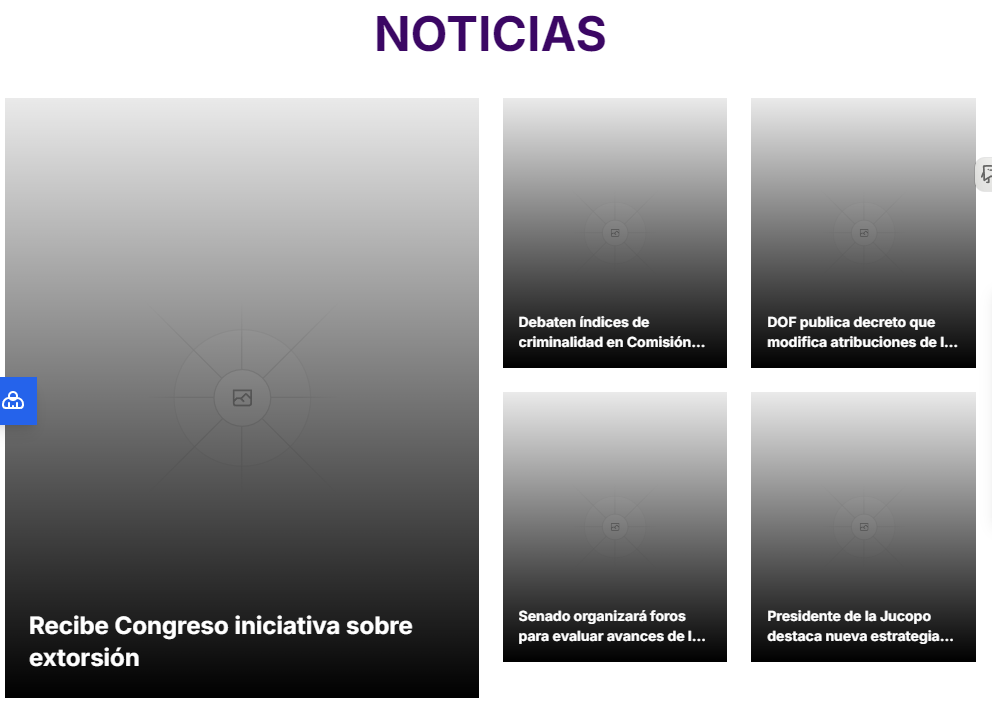 NOTICIAS
Recibe Congreso iniciativa sobre
extorsión
Debaten índices de
criminalidad en Comisión...
DOF publica decreto que
modifica atribuciones de l...
Senado organizará foros
para evaluar avances de l...
Presidente de la Jucopo
destaca nueva estrategia...